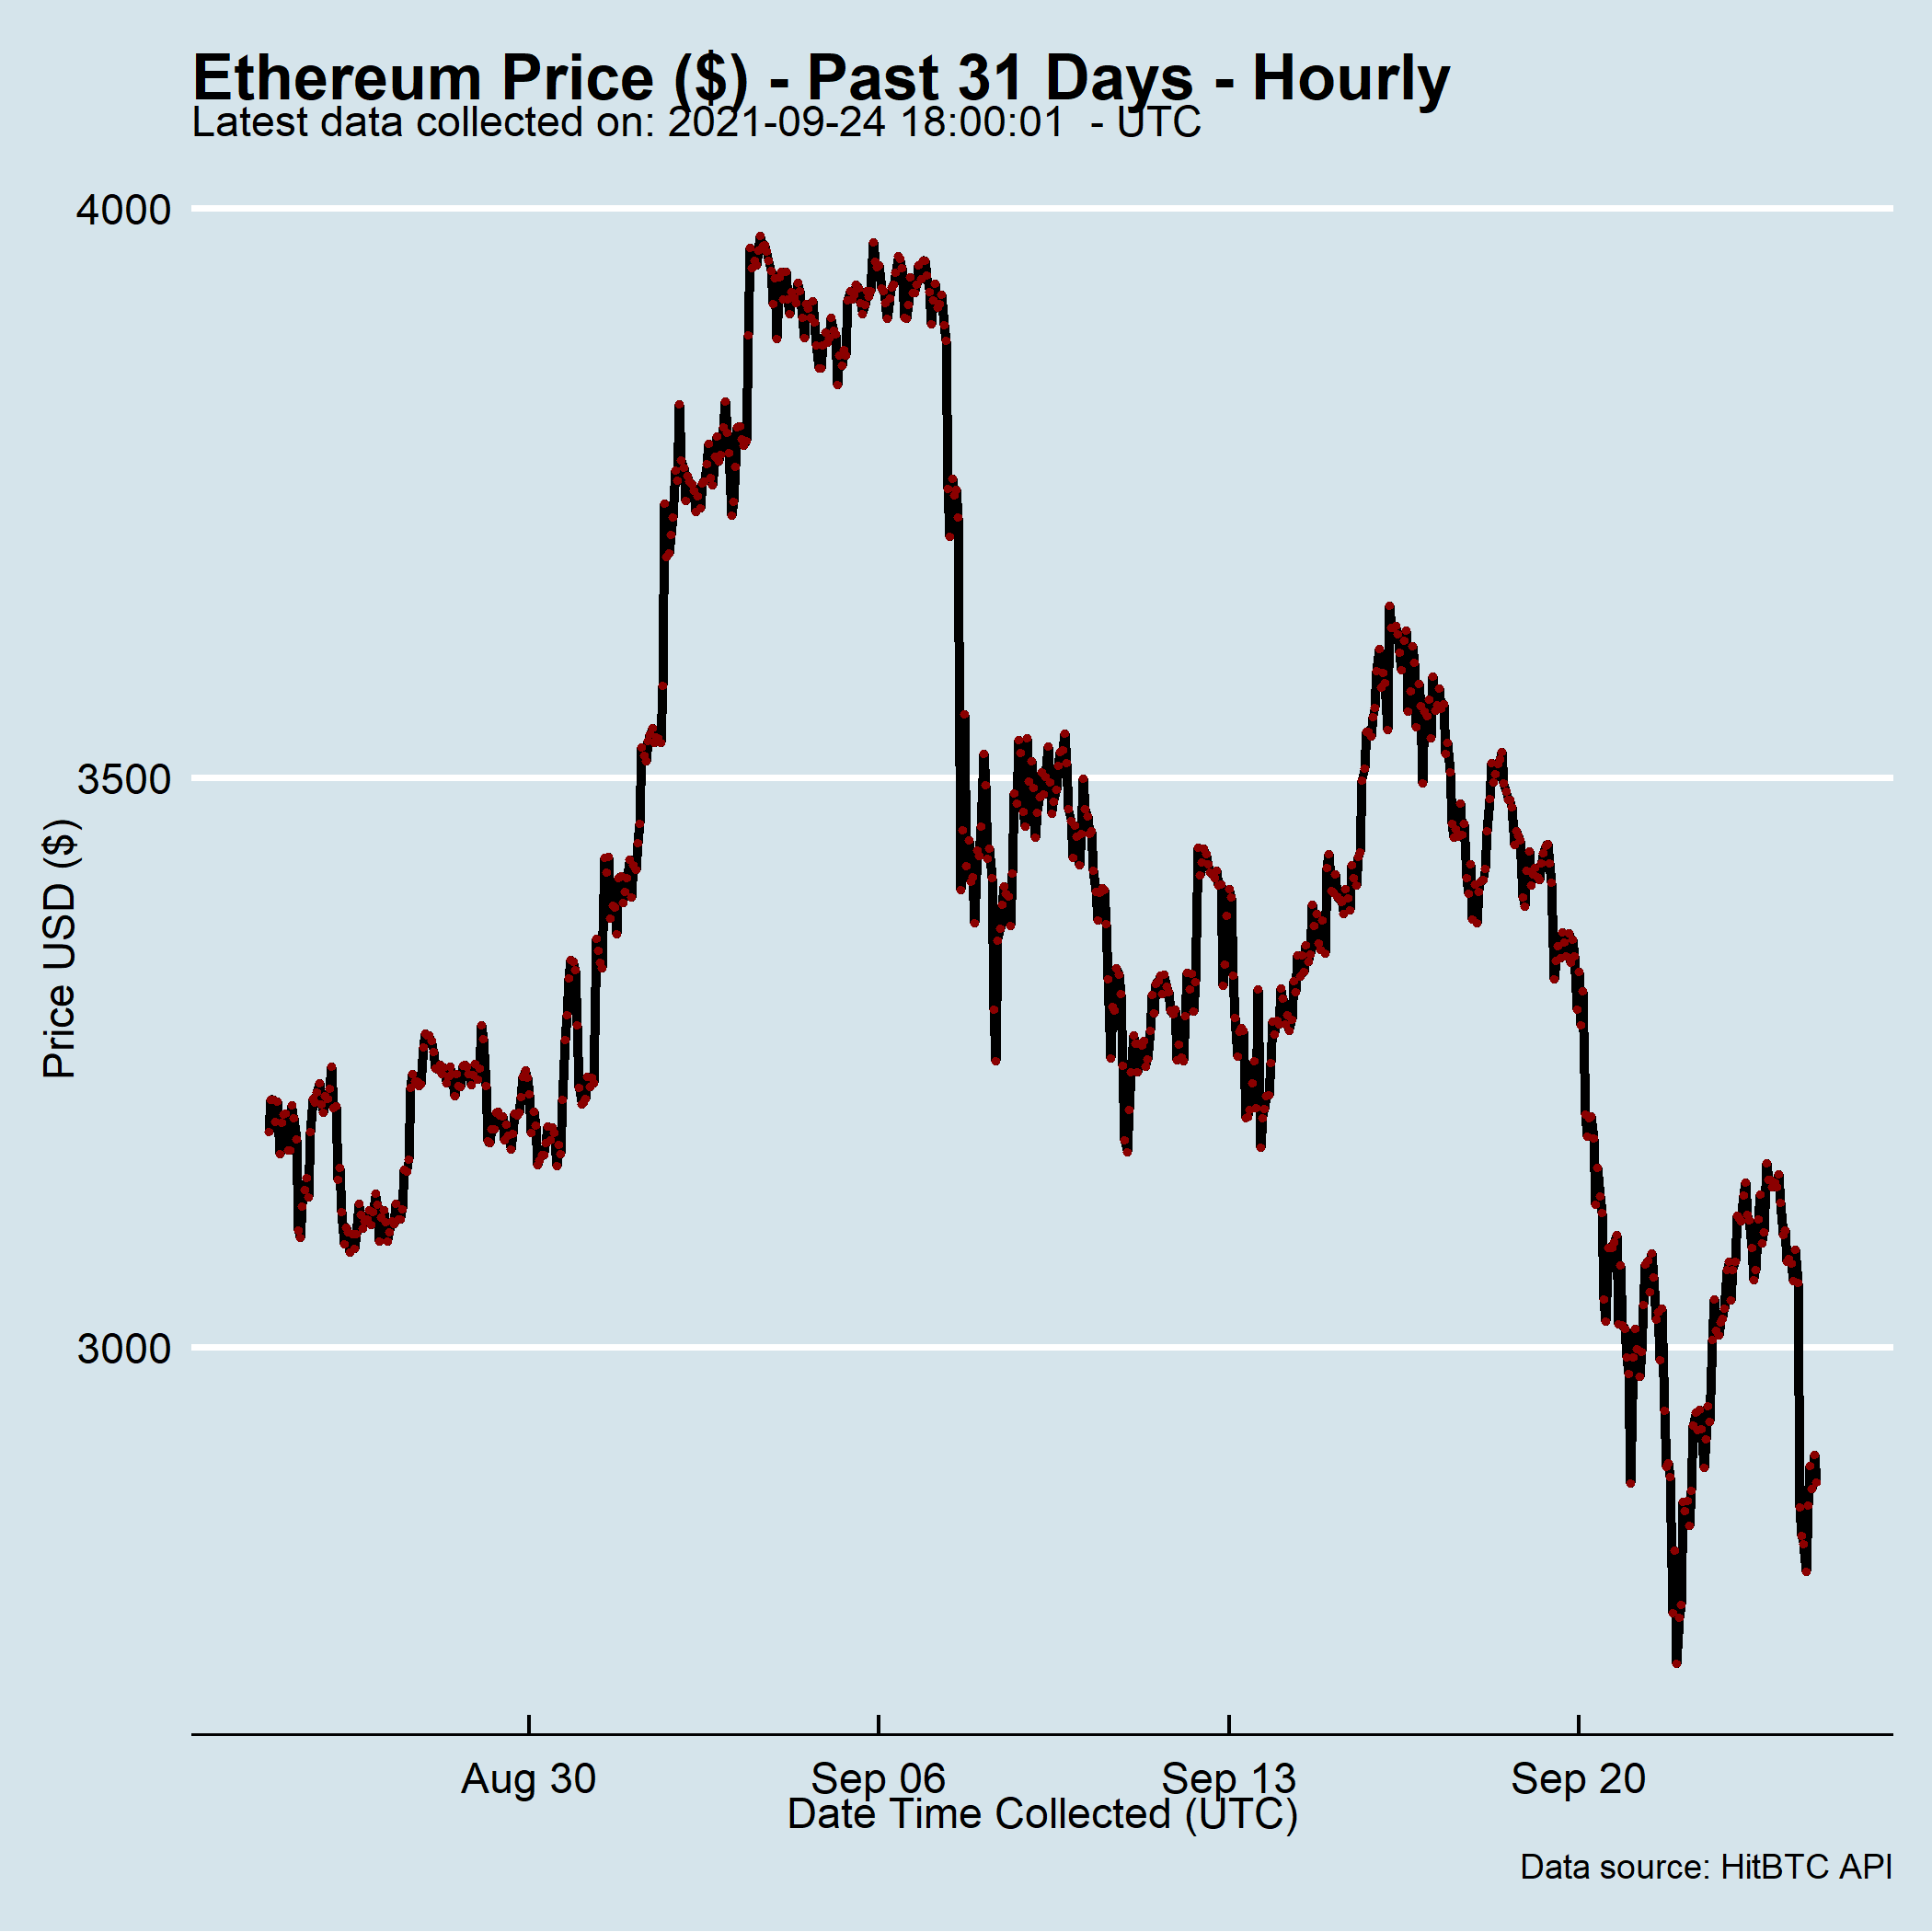 Ethereum Price ($) - Past 31 Days - Hourly
Latest data collected on: 2021-09-24 18:00:01  - UTC
4000
3500
3000
Price USD ($)
Aug 30
Sep 06
Sep 13
Sep 20
Date Time Collected (UTC)
Data source: HitBTC API